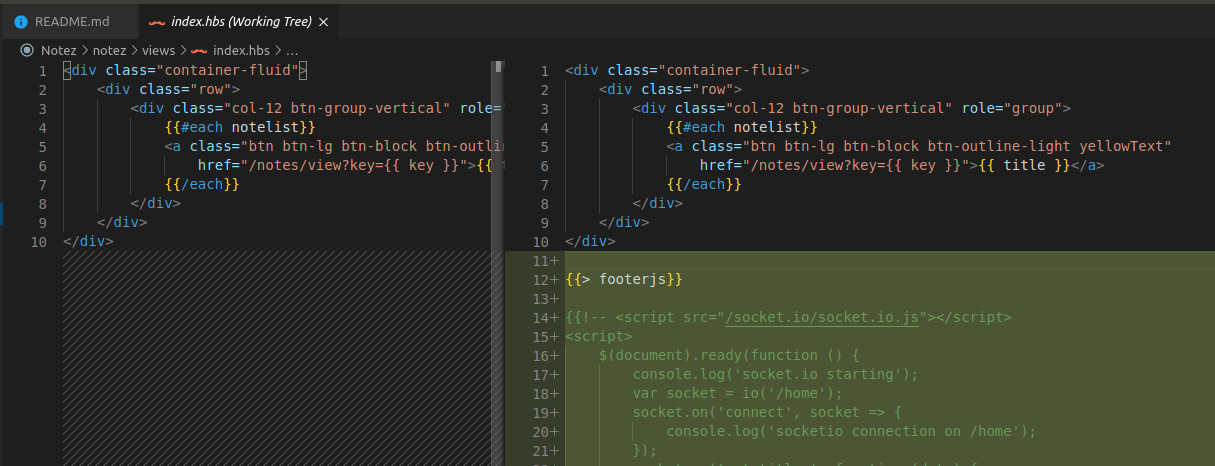 README.md index.hbs (Working Tree) ×
Notez > notez > views > index.hbs > ...
1 <div class="container-fluid">
2 <div class="row">
3 <div class="col-12 btn-group-vertical" role=
4 {{#each notelist}}
5 <a class="btn btn-lg btn-block btn-outli
6 href="/notes/view?key={{ key }}">{{
7 {{/each}}
8 </div>
9 </div>
10 </div>
1 <div class="container-fluid">
2 <div class="row">
3 <div class="col-12 btn-group-vertical" role="group">
4 {{#each notelist}}
5 <a class="btn btn-lg btn-block btn-outline-light yellowText"
6 href="/notes/view?key={{ key }}">{{ title }}</a>
7 {{/each}}
8 </div>
9 </div>
10 </div>
11+
12+ {{> footerjs}}
13+
14+ {{!-- <script src="/socket.io/socket.io.js"></script>
15+ <script>
16+ $(document).ready(function () {
17+ console.log('socket.io starting');
18+ var socket = io('/home');
19+ socket.on('connect', socket => {
20+ console.log('socketio connection on /home');
21+ });